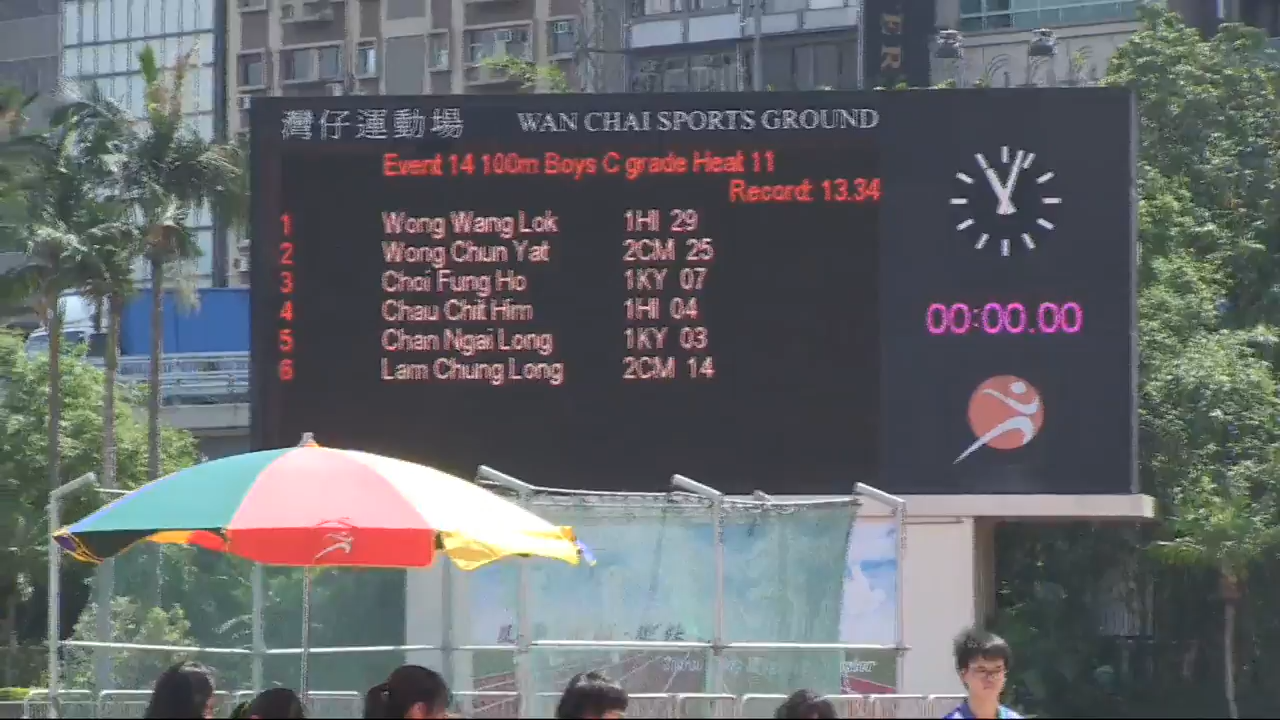 灣仔運動場 WAN CHAI SPORTS GROUND
Event 14 100m Boys C grade Heat 11
Record: 13.34
1 Wong Wang Lok 1HI 29
2 Wong Chun Yat 2CM 25
3 Choi Fung Ho 1KY 07
4 Chau Chit Him 1HI 04
5 Chan Ngai Long 1KY 03
6 Lam Chung Long 2CM 14
00:00.00
ER